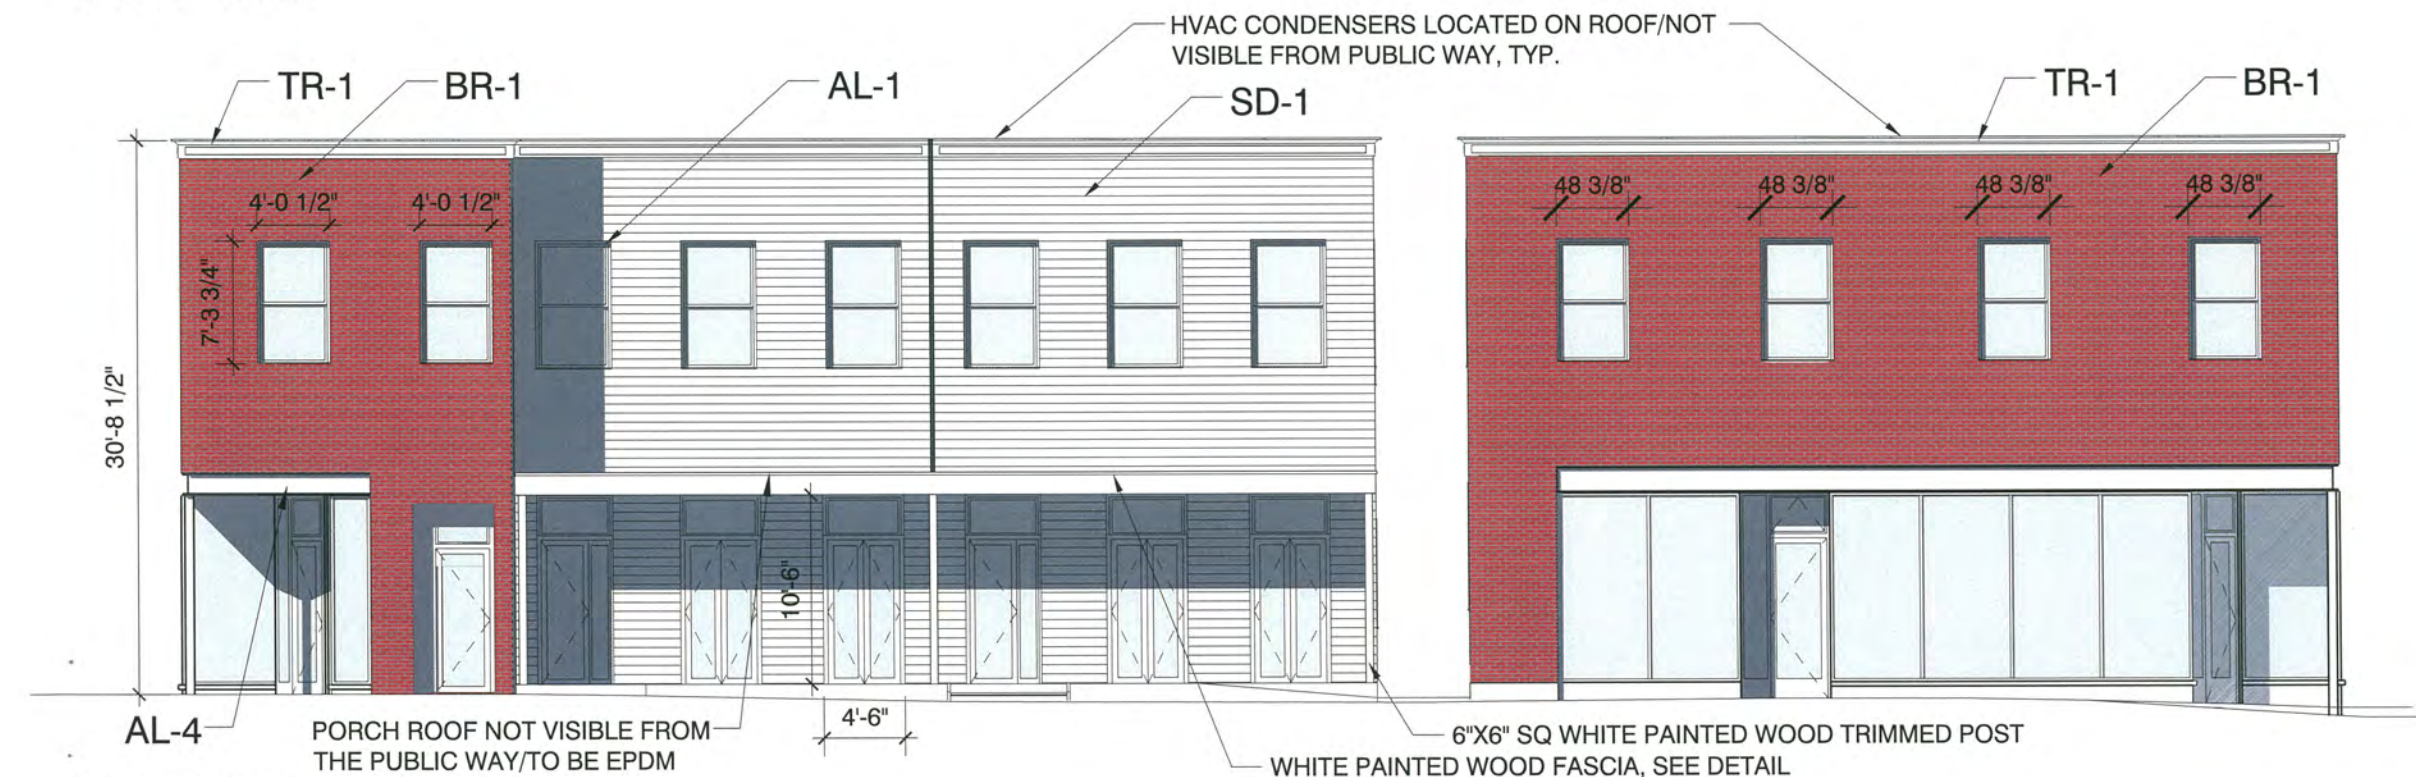 HVAC CONDENSERS LOCATED ON ROOF/NOT
VISIBLE FROM PUBLIC WAY, TYP.
TR-1
BR-1
AL-1
SD-1
TR-1
BR-1
4'-0 1/2"
4'-0 1/2"
48 3/8"
48 3/8"
48 3/8"
48 3/8"
7'-3 3/4"
30'-8 1/2"
10'-6"
AL-4
PORCH ROOF NOT VISIBLE FROM
THE PUBLIC WAY/TO BE EPDM
4'-6"
6"X6" SQ WHITE PAINTED WOOD TRIMMED POST
WHITE PAINTED WOOD FASCIA, SEE DETAIL